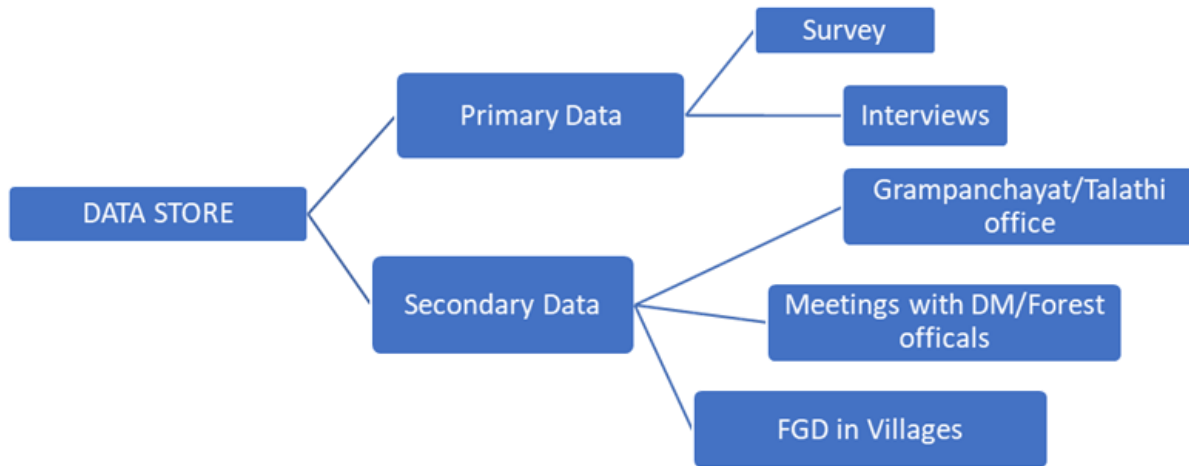 Survey
Primary Data
Interviews
DATA STORE
Grampanchayat/Talathi
office
Secondary Data
Meetings with DM/Forest
officals
FGD in Villages